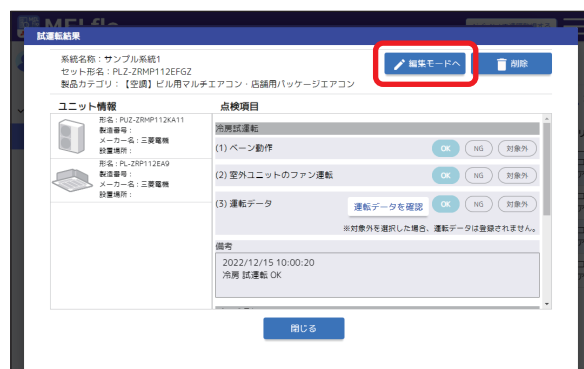 MELflo
試運転結果
系統名称：サンプル系統1
セット形名：PLZ-ZRMP112EFGZ
製品カテゴリ：【空調】ビル用マルチエアコン・店舗用パッケージエアコン
編集モードへ
削除
ユニット情報
点検項目
形名：PUZ-ZRMP112KA11
製造番号：
メーカー名：三菱電機
設置場所：
形名：PL-ZRP112EA9
製造番号：
メーカー名：三菱電機
設置場所：
冷房試運転
(1) ベーン動作
OK
NG
対象外
(2) 室外ユニットのファン運転
OK
NG
対象外
(3) 運転データ
運転データを確認
OK
NG
対象外
※対象外を選択した場合、運転データは登録されません。
備考
2022/12/15 10:00:20
冷房 試運転 OK
閉じる